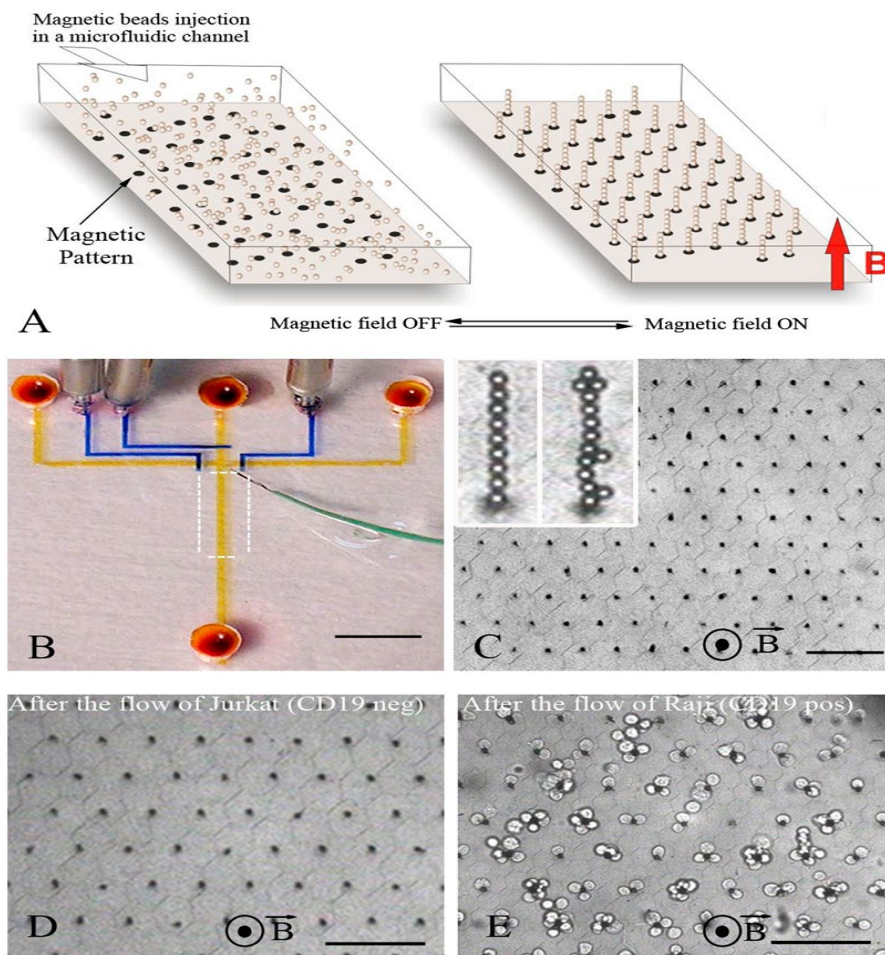 Magnetic beads injection
in a microfluidic channel
Magnetic
Pattern
B
A
Magnetic field OFF
Magnetic field ON
B
C
B
After the flow of Jurkat (CD19 neg)
D
B
After the flow of Raji (CD19 pos)
E
B